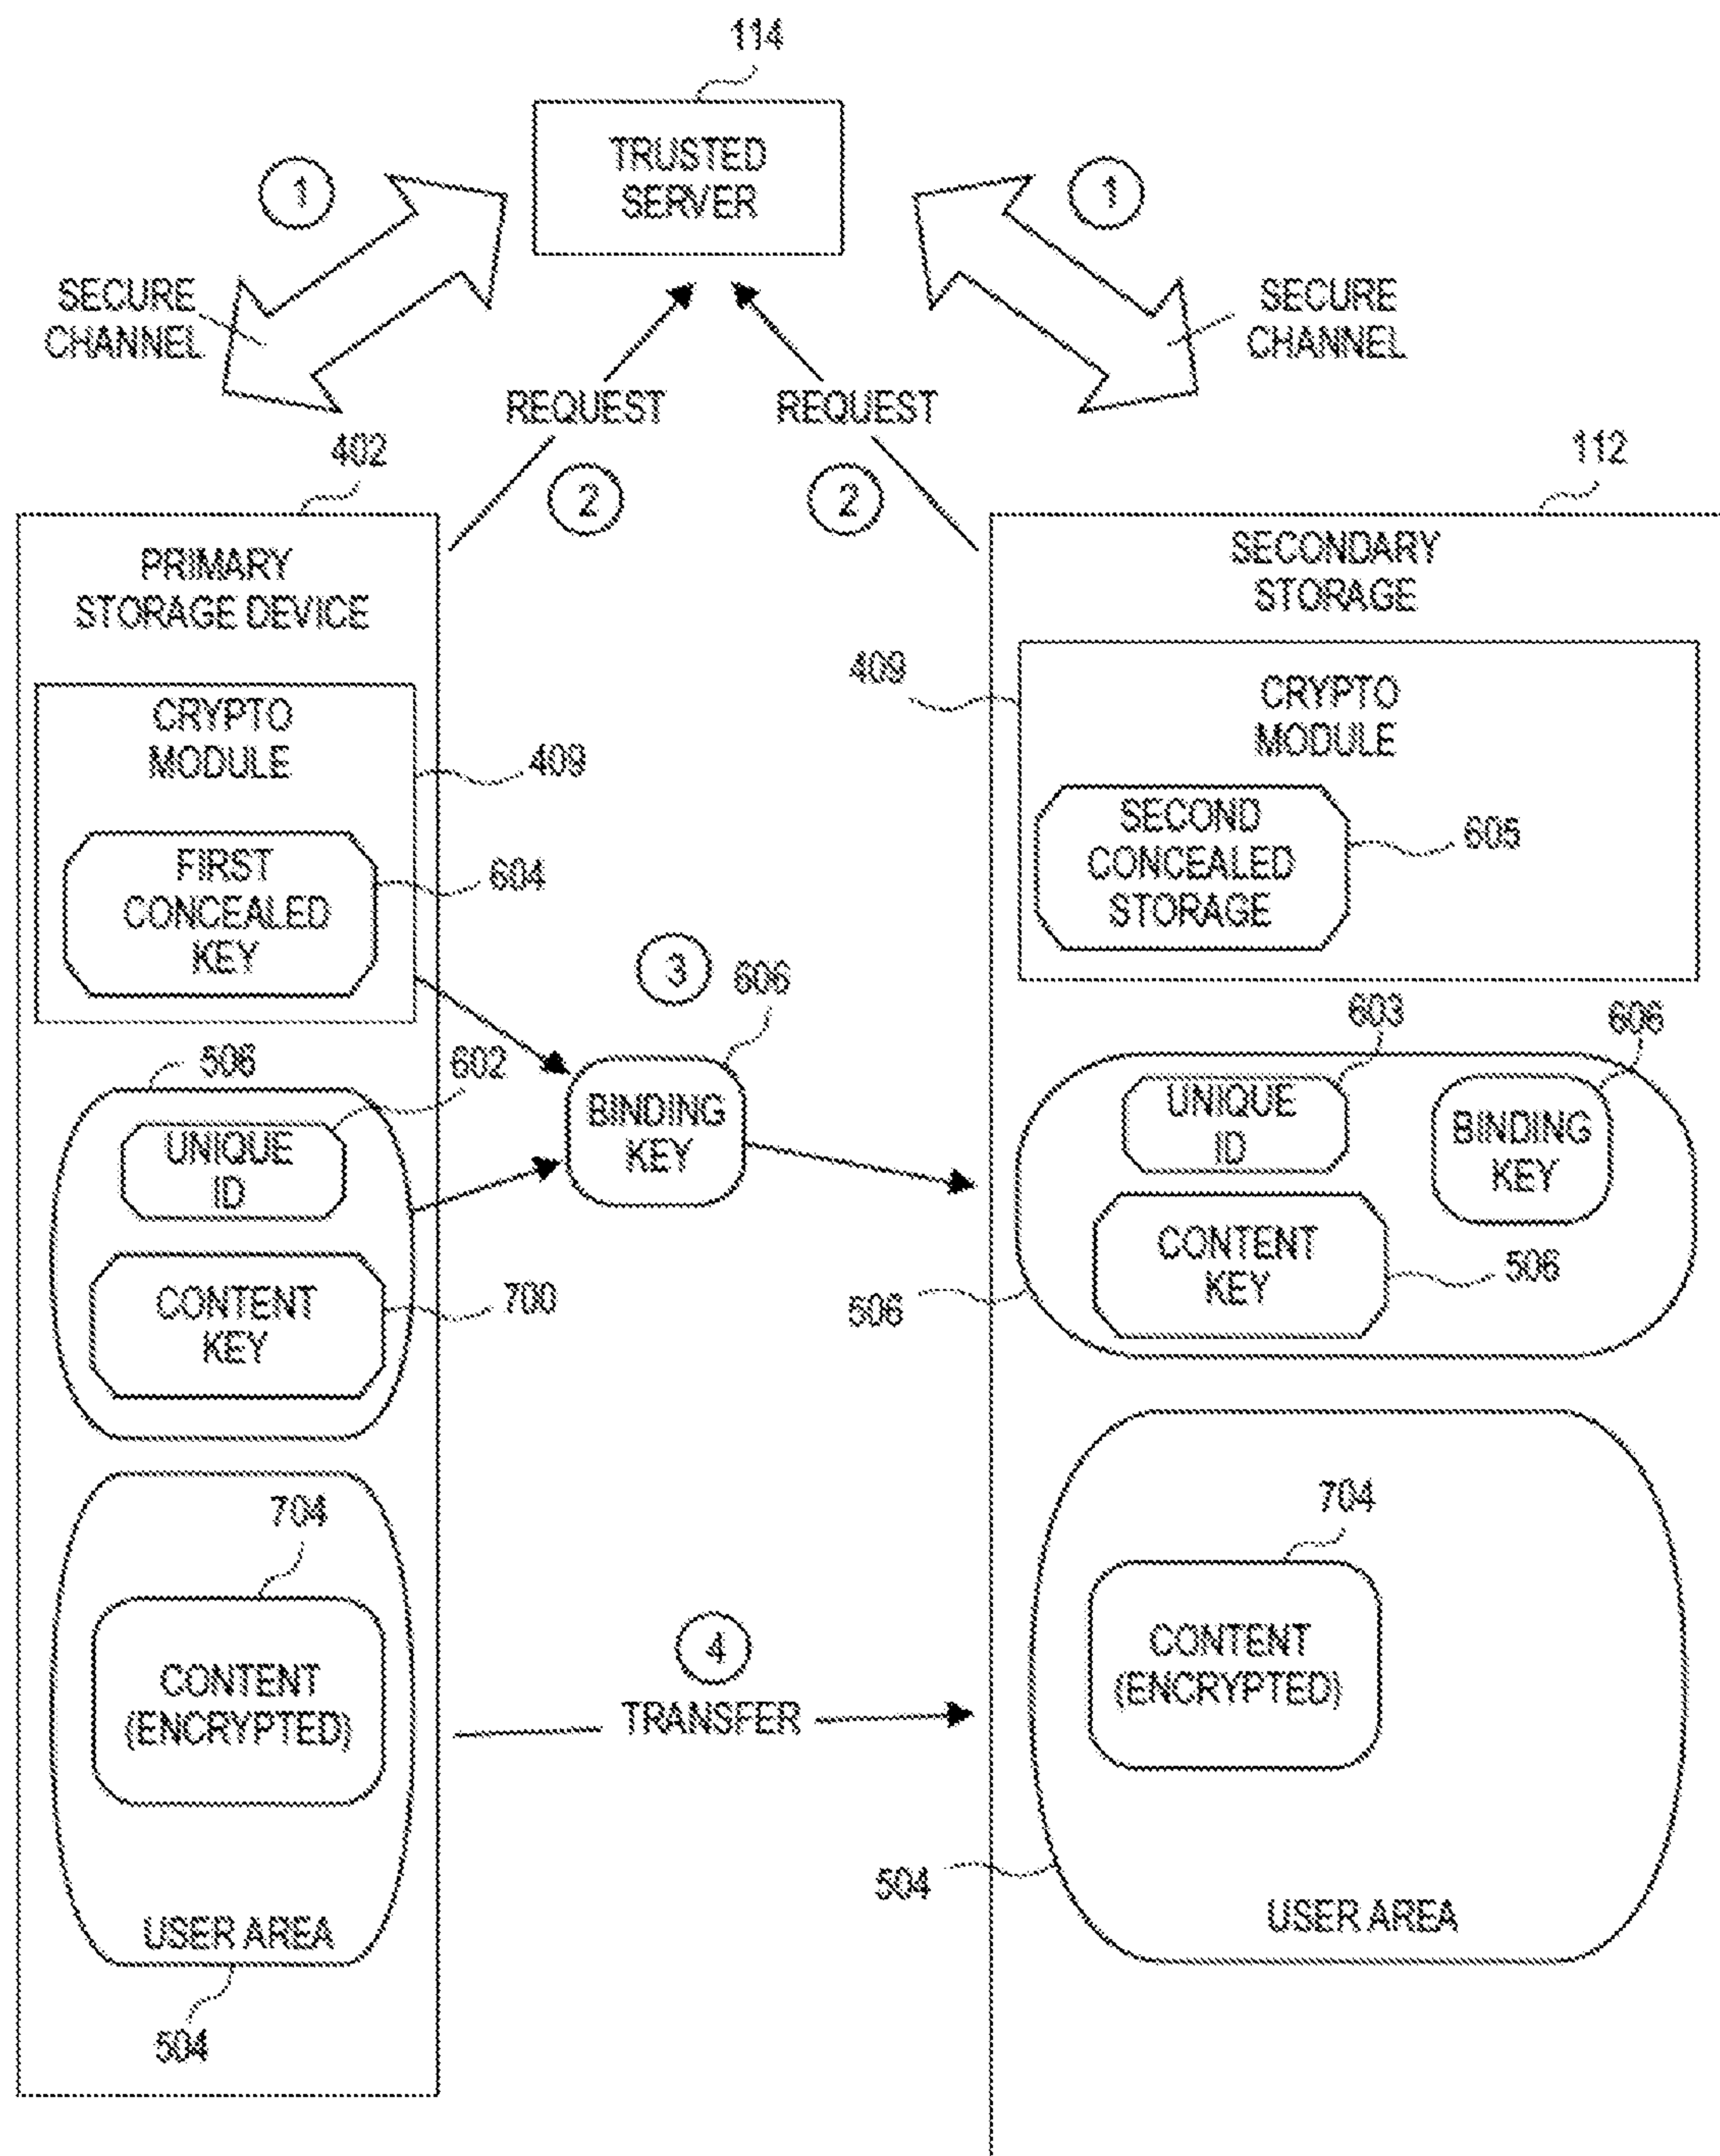 114
TRUSTED
SERVER
1
1
SECURE
CHANNEL
SECURE
CHANNEL
REQUEST
REQUEST
2
2
402
PRIMARY
STORAGE DEVICE
CRYPTO
MODULE
409
FIRST
CONCEALED
KEY
604
506
602
UNIQUE
ID
CONTENT
KEY
700
704
CONTENT
(ENCRYPTED)
USER AREA
504
3
606
BINDING
KEY
4
TRANSFER
112
SECONDARY
STORAGE
409
CRYPTO
MODULE
SECOND
CONCEALED
STORAGE
605
603
606
UNIQUE
ID
BINDING
KEY
CONTENT
KEY
506
506
704
CONTENT
(ENCRYPTED)
504
USER AREA